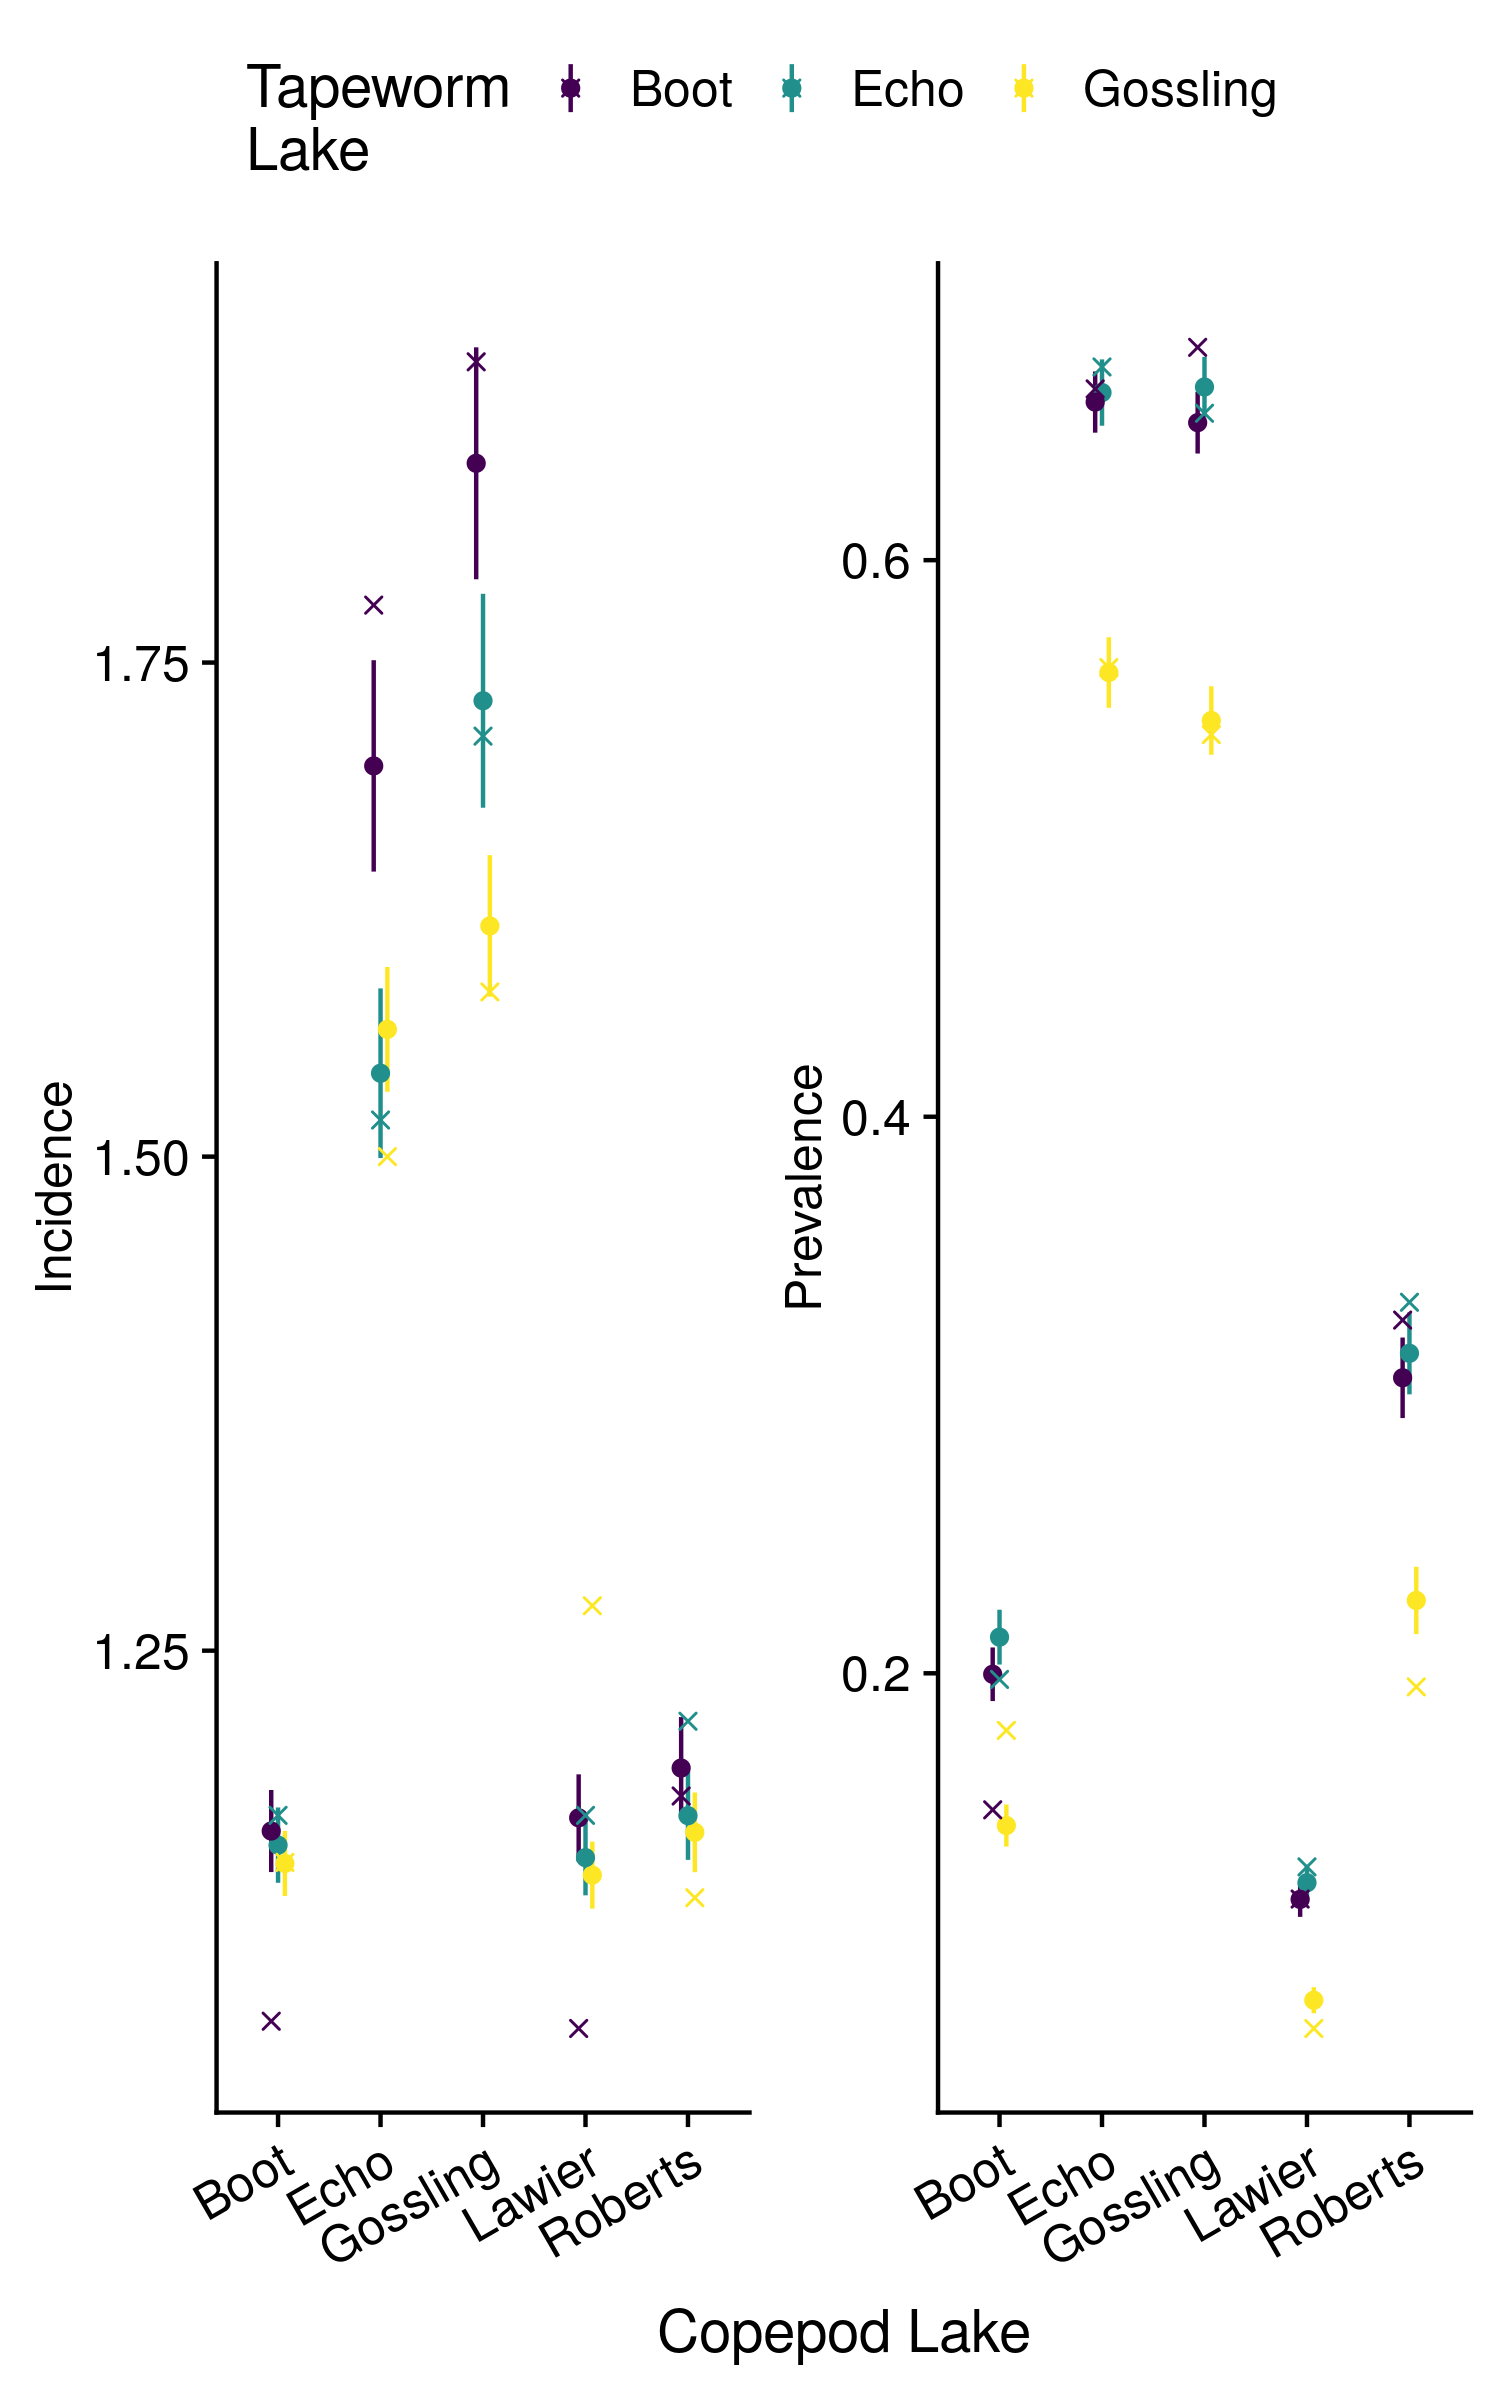 Tapeworm Lake
Boot
Echo
Gossling
Incidence
1.75
1.50
1.25
Boot
Echo
Gossling
Lawier
Roberts
Prevalence
0.6
0.4
0.2
Boot
Echo
Gossling
Lawier
Roberts
Copepod Lake